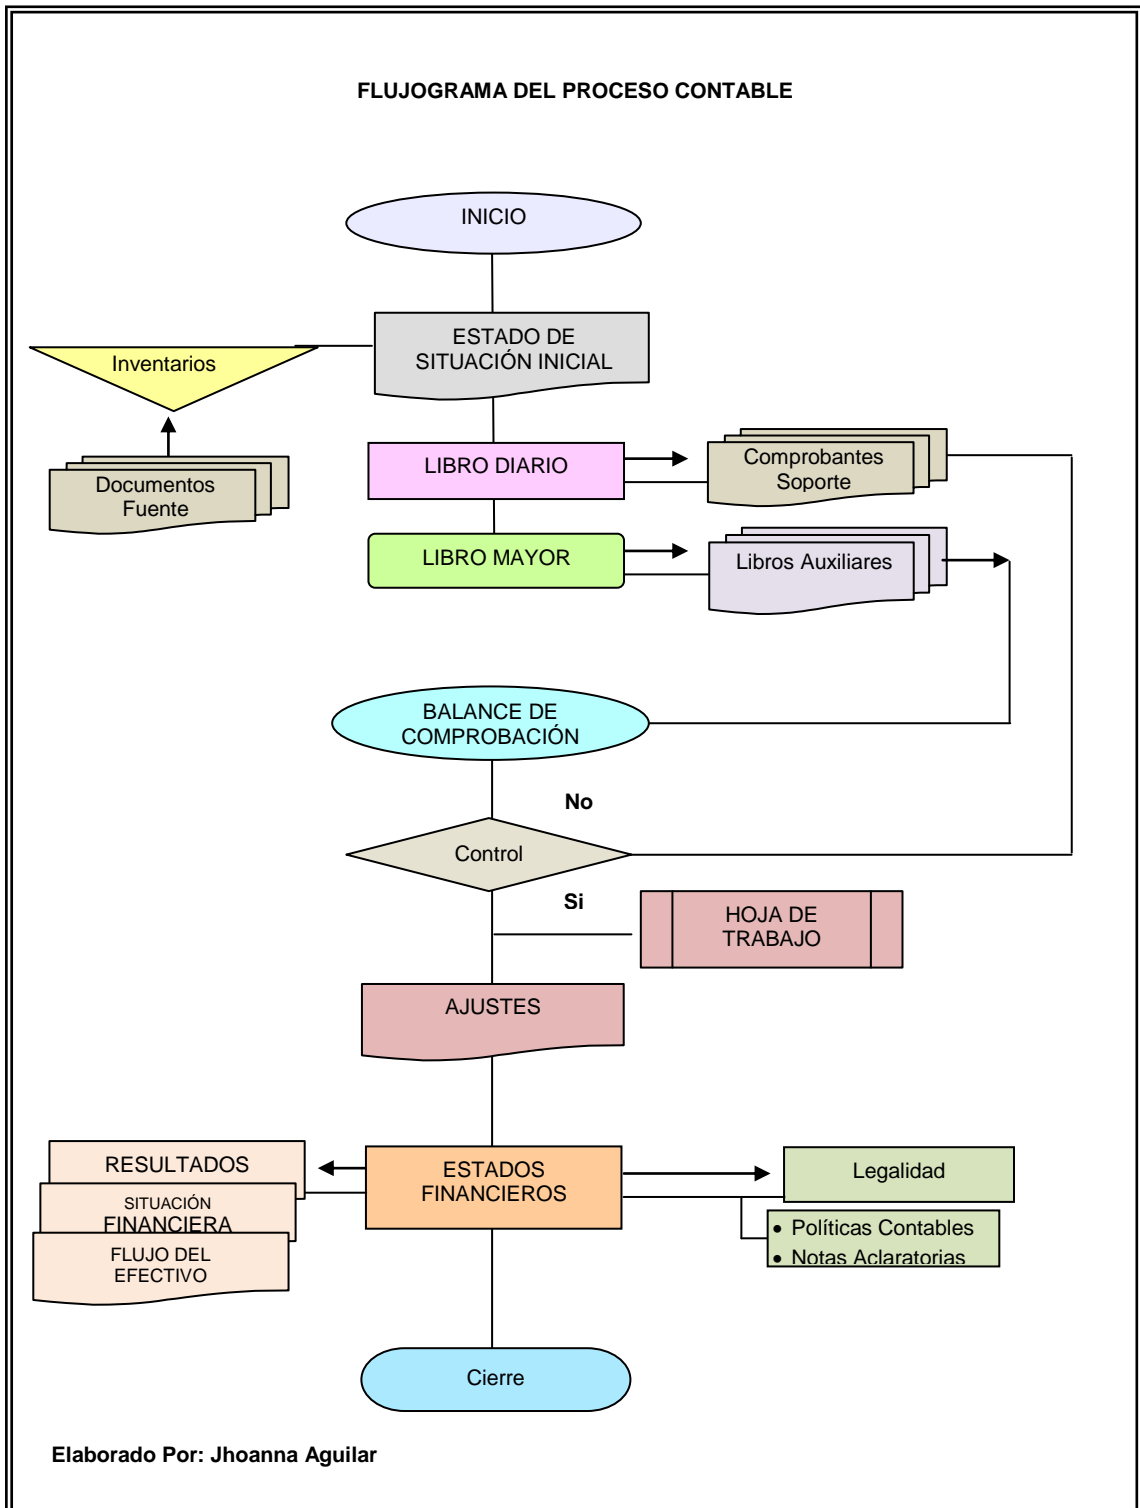 FLUJOGRAMA DEL PROCESO CONTABLE
INICIO
ESTADO DE
SITUACIÓN INICIAL
Inventarios
LIBRO DIARIO
Comprobantes
Soporte
Documentos
Fuente
LIBRO MAYOR
Libros Auxiliares
BALANCE DE
COMPROBACIÓN
No
Control
Si
HOJA DE
TRABAJO
AJUSTES
RESULTADOS
SITUACIÓN
FINANCIERA
FLUJO DEL
EFECTIVO
ESTADOS
FINANCIEROS
Legalidad
• Políticas Contables
• Notas Aclaratorias
Cierre
Elaborado Por: Jhoanna Aguilar